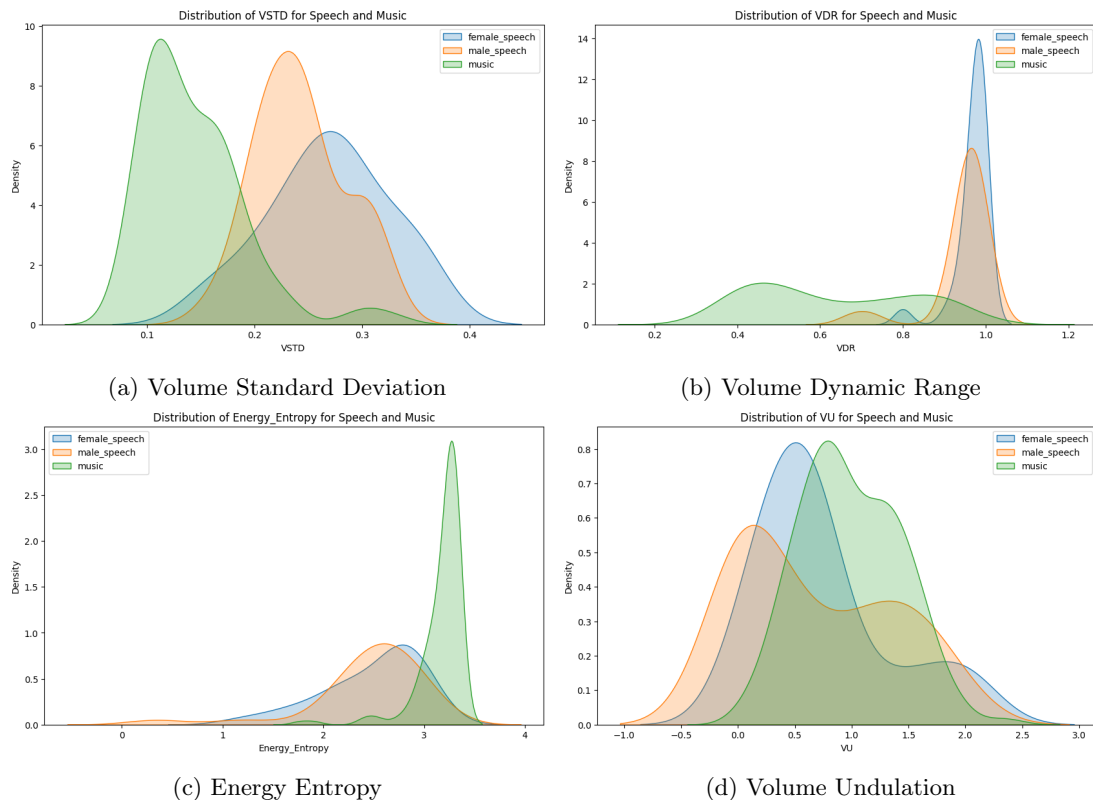 Distribution of VSTD for Speech and Music
10
8
6
4
2
0
Density
0.1 0.2 0.3 0.4
VSTD
female_speech
male_speech
music
(a) Volume Standard Deviation
Distribution of VDR for Speech and Music
14
12
10
8
6
4
2
0
Density
0.2 0.4 0.6 0.8 1.0 1.2
VDR
female_speech
male_speech
music
(b) Volume Dynamic Range
Distribution of Energy_Entropy for Speech and Music
3.0
2.5
2.0
1.5
1.0
0.5
0.0
Density
0 1 2 3 4
Energy_Entropy
female_speech
male_speech
music
(c) Energy Entropy
Distribution of VU for Speech and Music
0.8
0.7
0.6
0.5
0.4
0.3
0.2
0.1
0.0
Density
−1.0 −0.5 0.0 0.5 1.0 1.5 2.0 2.5 3.0
VU
female_speech
male_speech
music
(d) Volume Undulation